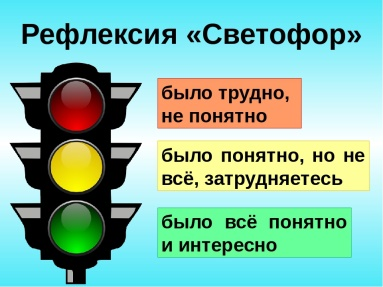 Рефлексия «Светофор»
было трудно,
не понятно
было понятно, но не
всё, затрудняетесь
было всё понятно
и интересно